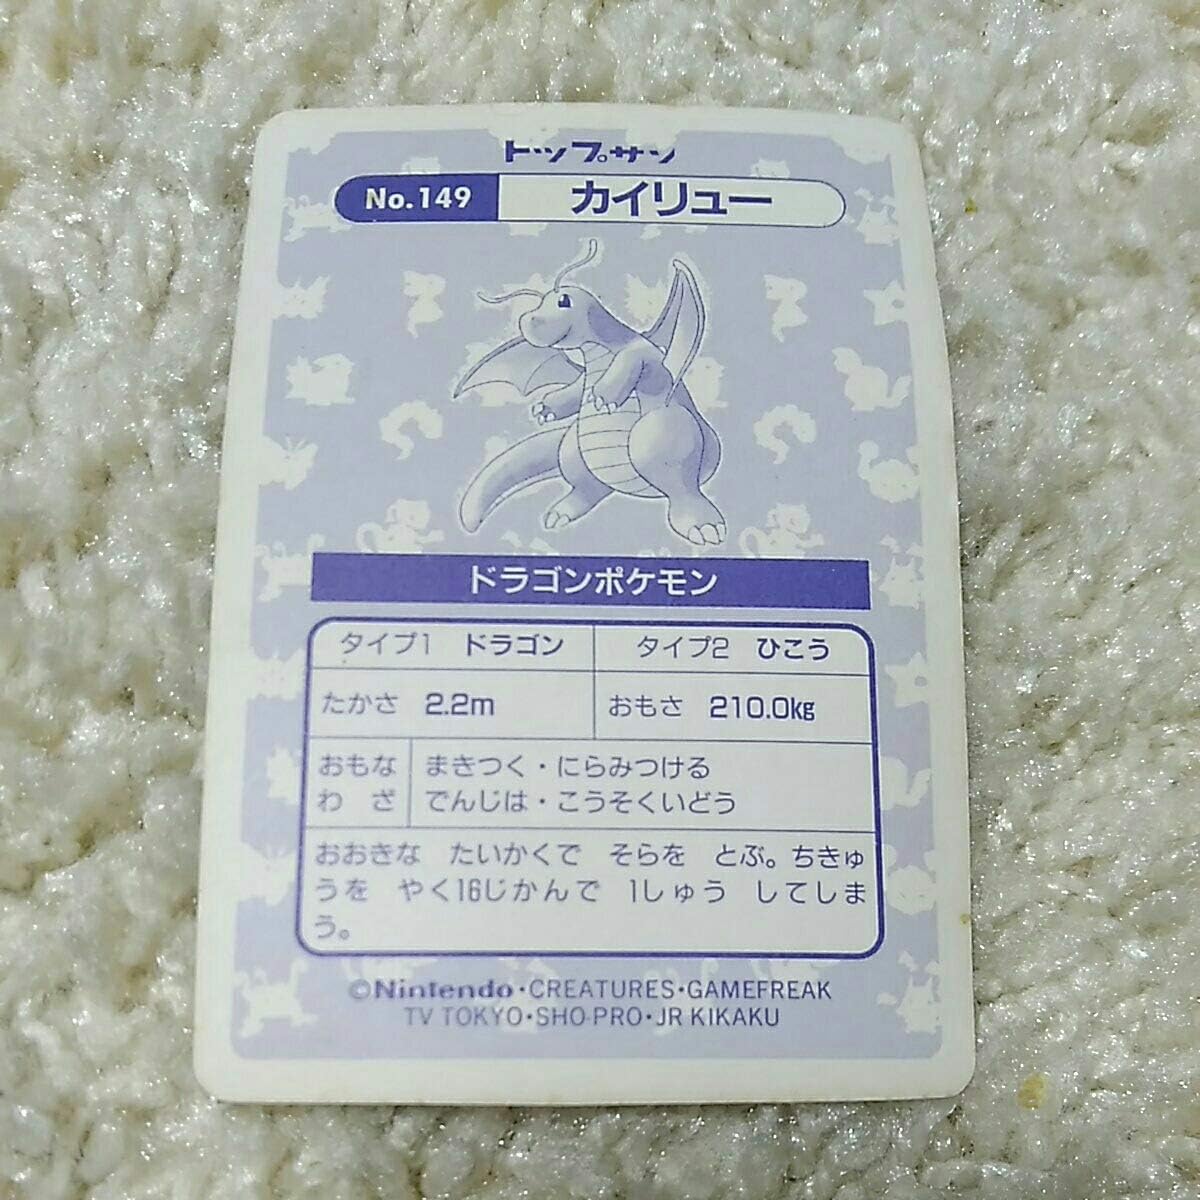 トップサン
No.149 カイリュー
ドラゴンポケモン
タイプ1 ドラゴン タイプ2 ひこう
たかさ 2.2m おもさ 210.0kg
おもな まきつく・にらみつける
わざ でんじは・こうそくいどう
おおきな たいかくで そらを とぶ。ちきゅ
うを やく16じかんで 1しゅう してしま
う。
©Nintendo・CREATURES・GAMEFREAK
TV TOKYO・SHO-PRO・JR KIKAKU